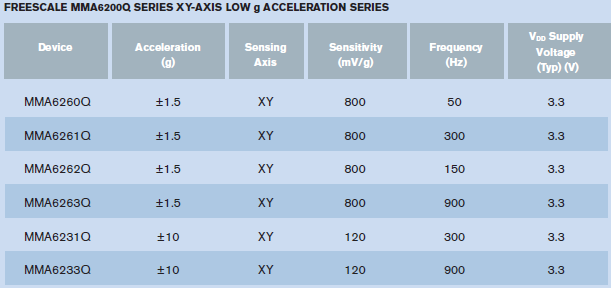 FREESCALE MMA6200Q SERIES XY-AXIS LOW g ACCELERATION SERIES
Device Acceleration (g) Sensing Axis Sensitivity (mV/g) Frequency (Hz) VDD Supply Voltage (Typ) (V)
MMA6260Q ±1.5 XY 800 50 3.3
MMA6261Q ±1.5 XY 800 300 3.3
MMA6262Q ±1.5 XY 800 150 3.3
MMA6263Q ±1.5 XY 800 900 3.3
MMA6231Q ±10 XY 120 300 3.3
MMA6233Q ±10 XY 120 900 3.3